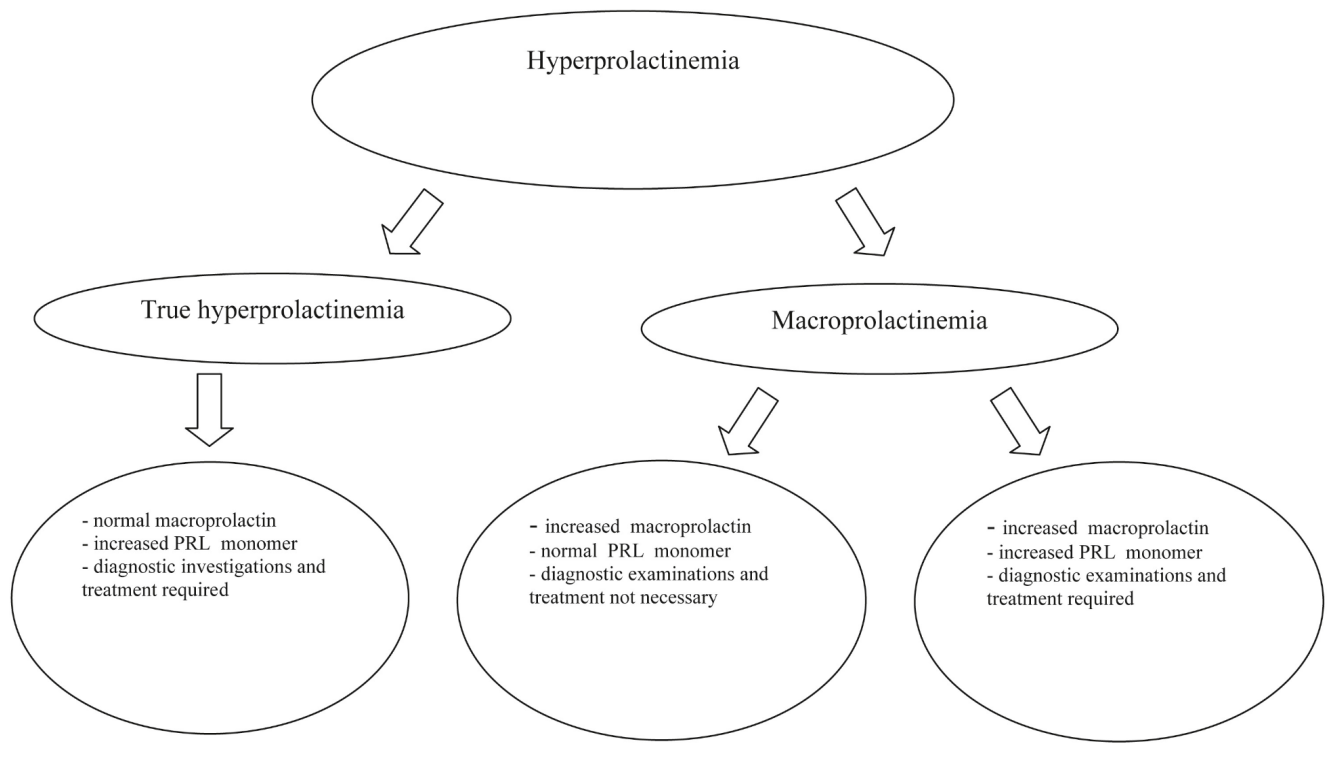 Hyperprolactinemia
True hyperprolactinemia
Macroprolactinemia
- normal macroprolactin
- increased PRL monomer
- diagnostic investigations and
treatment required
- increased macroprolactin
- normal PRL monomer
- diagnostic examinations and
treatment not necessary
- increased macroprolactin
- increased PRL monomer
- diagnostic examinations and
treatment required